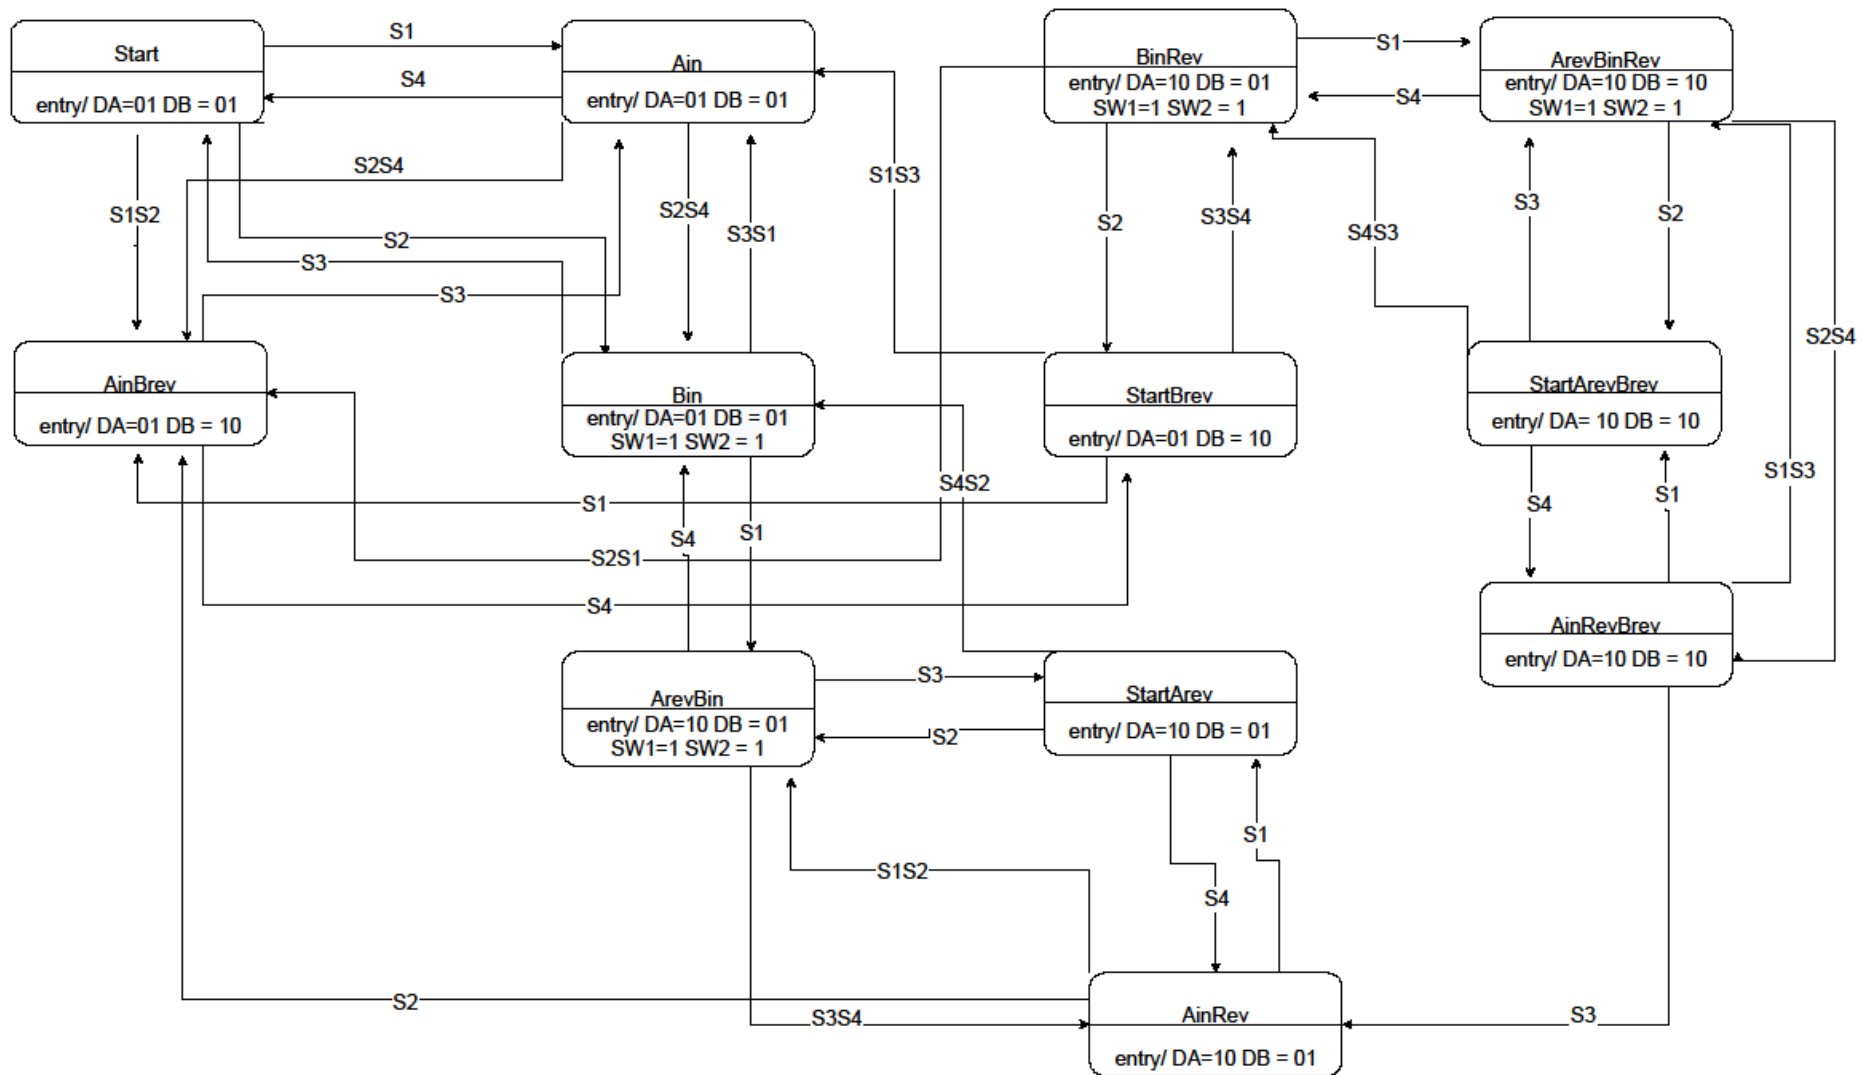 Start
entry/ DA=01 DB = 01
S1
S4
Ain
entry/ DA=01 DB = 01
BinRev
entry/ DA=10 DB = 01
SW1=1 SW2 = 1
S1
S4
ArevBinRev
entry/ DA=10 DB = 10
SW1=1 SW2 = 1
S1S2
S2S4
S2
S3
S3
S2S4
S3S1
S1S3
S2
S3S4
S4S3
S3
S2
S2S4
AinBrev
entry/ DA=01 DB = 10
Bin
entry/ DA=01 DB = 01
SW1=1 SW2 = 1
StartBrev
entry/ DA=01 DB = 10
StartArevBrev
entry/ DA= 10 DB = 10
S1
S4
S2S1
S4
S1
S4S2
S4
S1
S1S3
ArevBin
entry/ DA=10 DB = 01
SW1=1 SW2 = 1
S3
S2
StartArev
entry/ DA=10 DB = 01
AinRevBrev
entry/ DA=10 DB = 10
S1S2
S4
S1
S2
S3S4
AinRev
entry/ DA=10 DB = 01
S3